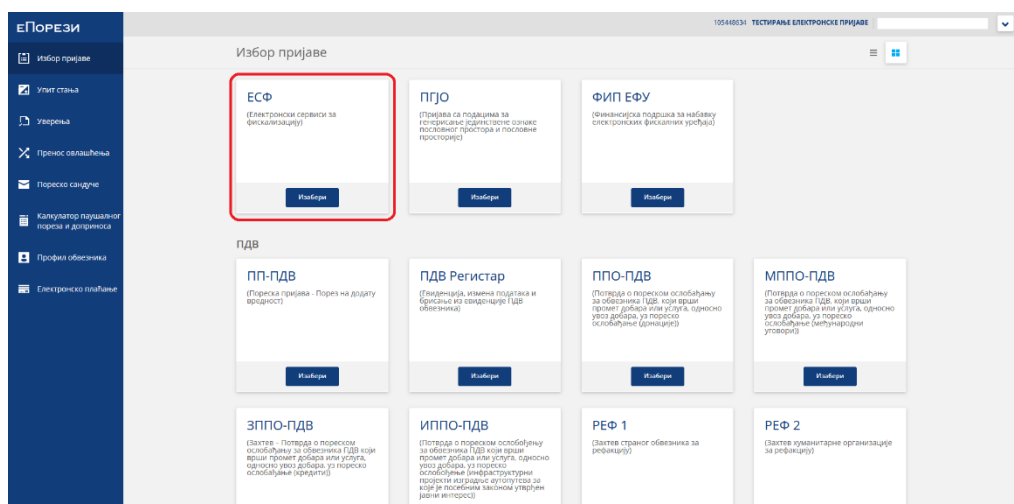 еПорези
105448634 ТЕСТИРАЊЕ ЕЛЕКТРОНСКЕ ПРИЈАВЕ
Избор пријаве
Упит стања
Уверења
Пренос овлашћења
Пореско сандуче
Калкулатор паушалног
пореза и доприноса
Профил обвезника
Електронско плаћање
Избор пријаве
ЕСФ
(Електронски сервиси за
фискализацију)
Изабери
ПГЈО
(Пријава са подацима за
генерисање јединствене ознаке
пословног простора и пословне
просторије)
Изабери
ФИП ЕФУ
(Финансијска подршка за набавку
електронских фискалних уређаја)
Изабери
ПДВ
ПП-ПДВ
(Пореска пријава - Порез на додату
вредност)
Изабери
ПДВ Регистар
(Евиденција, измена података и
брисање из евиденције ПДВ
обвезника)
Изабери
ППО-ПДВ
(Потврда о пореском ослобађању
за обвезника ПДВ, који врши
промет добара или услуга, односно
увоз добара, уз пореско
ослобађање (донације))
Изабери
МППО-ПДВ
(Потврда о пореском ослобађању
за обвезника ПДВ, који врши
промет добара или услуга, односно
увоз добара, уз пореско
ослобађање (међународни
уговори))
Изабери
ЗППО-ПДВ
(Захтев – Потврда о пореском
ослобађању за обвезника ПДВ који
врши промет добара или услуга,
односно увоз добара, уз пореско
ослобађање (кредити))
ИППО-ПДВ
(Потврда о пореском ослобођењу
за обвезника ПДВ који врши
промет добара или услуга, односно
увоз добара, уз пореско
ослобођење (инфраструктурни
пројекти изградње аутопутева за
које је посебним законом утврђен
јавни интерес))
РЕФ 1
(Захтев страног обвезника за
рефакцију)
РЕФ 2
(Захтев хуманитарне организације
за рефакцију)